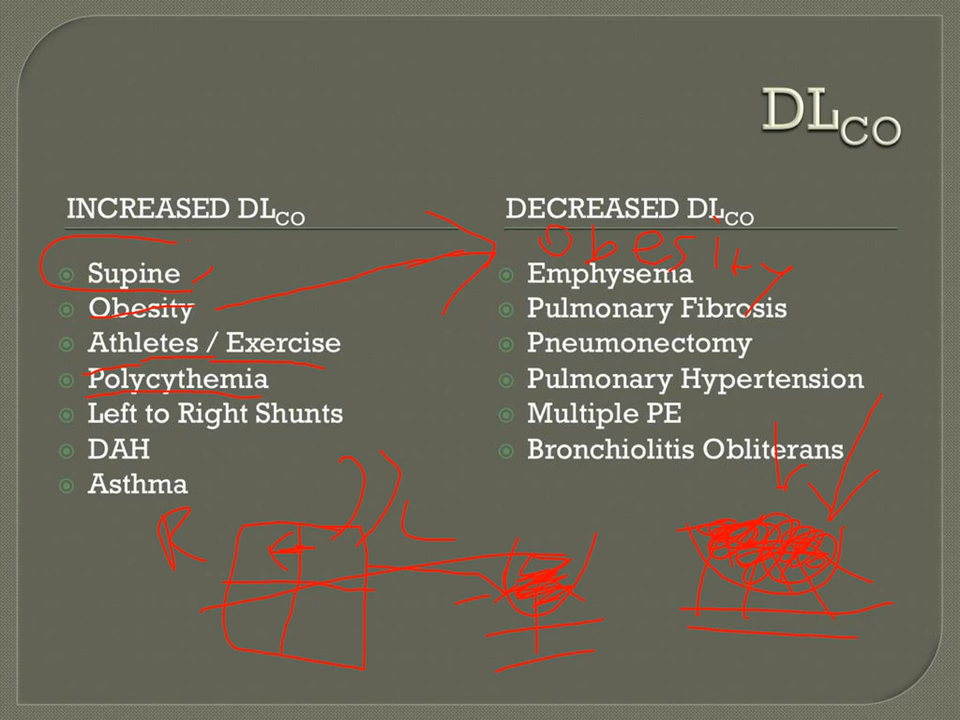 DLCO
INCREASED DLCO
Supine
Obesity
Athletes / Exercise
Polycythemia
Left to Right Shunts
DAH
Asthma
DECREASED DLCO
Obesity
Emphysema
Pulmonary Fibrosis
Pneumonectomy
Pulmonary Hypertension
Multiple PE
Bronchiolitis Obliterans
R
L